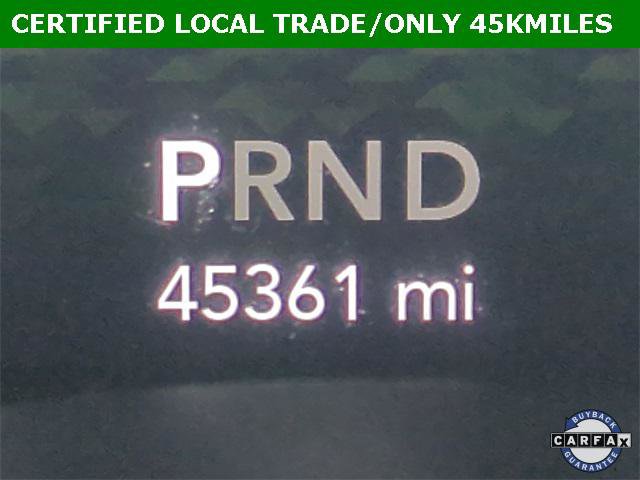 CERTIFIED LOCAL TRADE/ONLY 45KMILES
PRND
45361 mi
BUYBACK
CARFAX
GUARANTEE